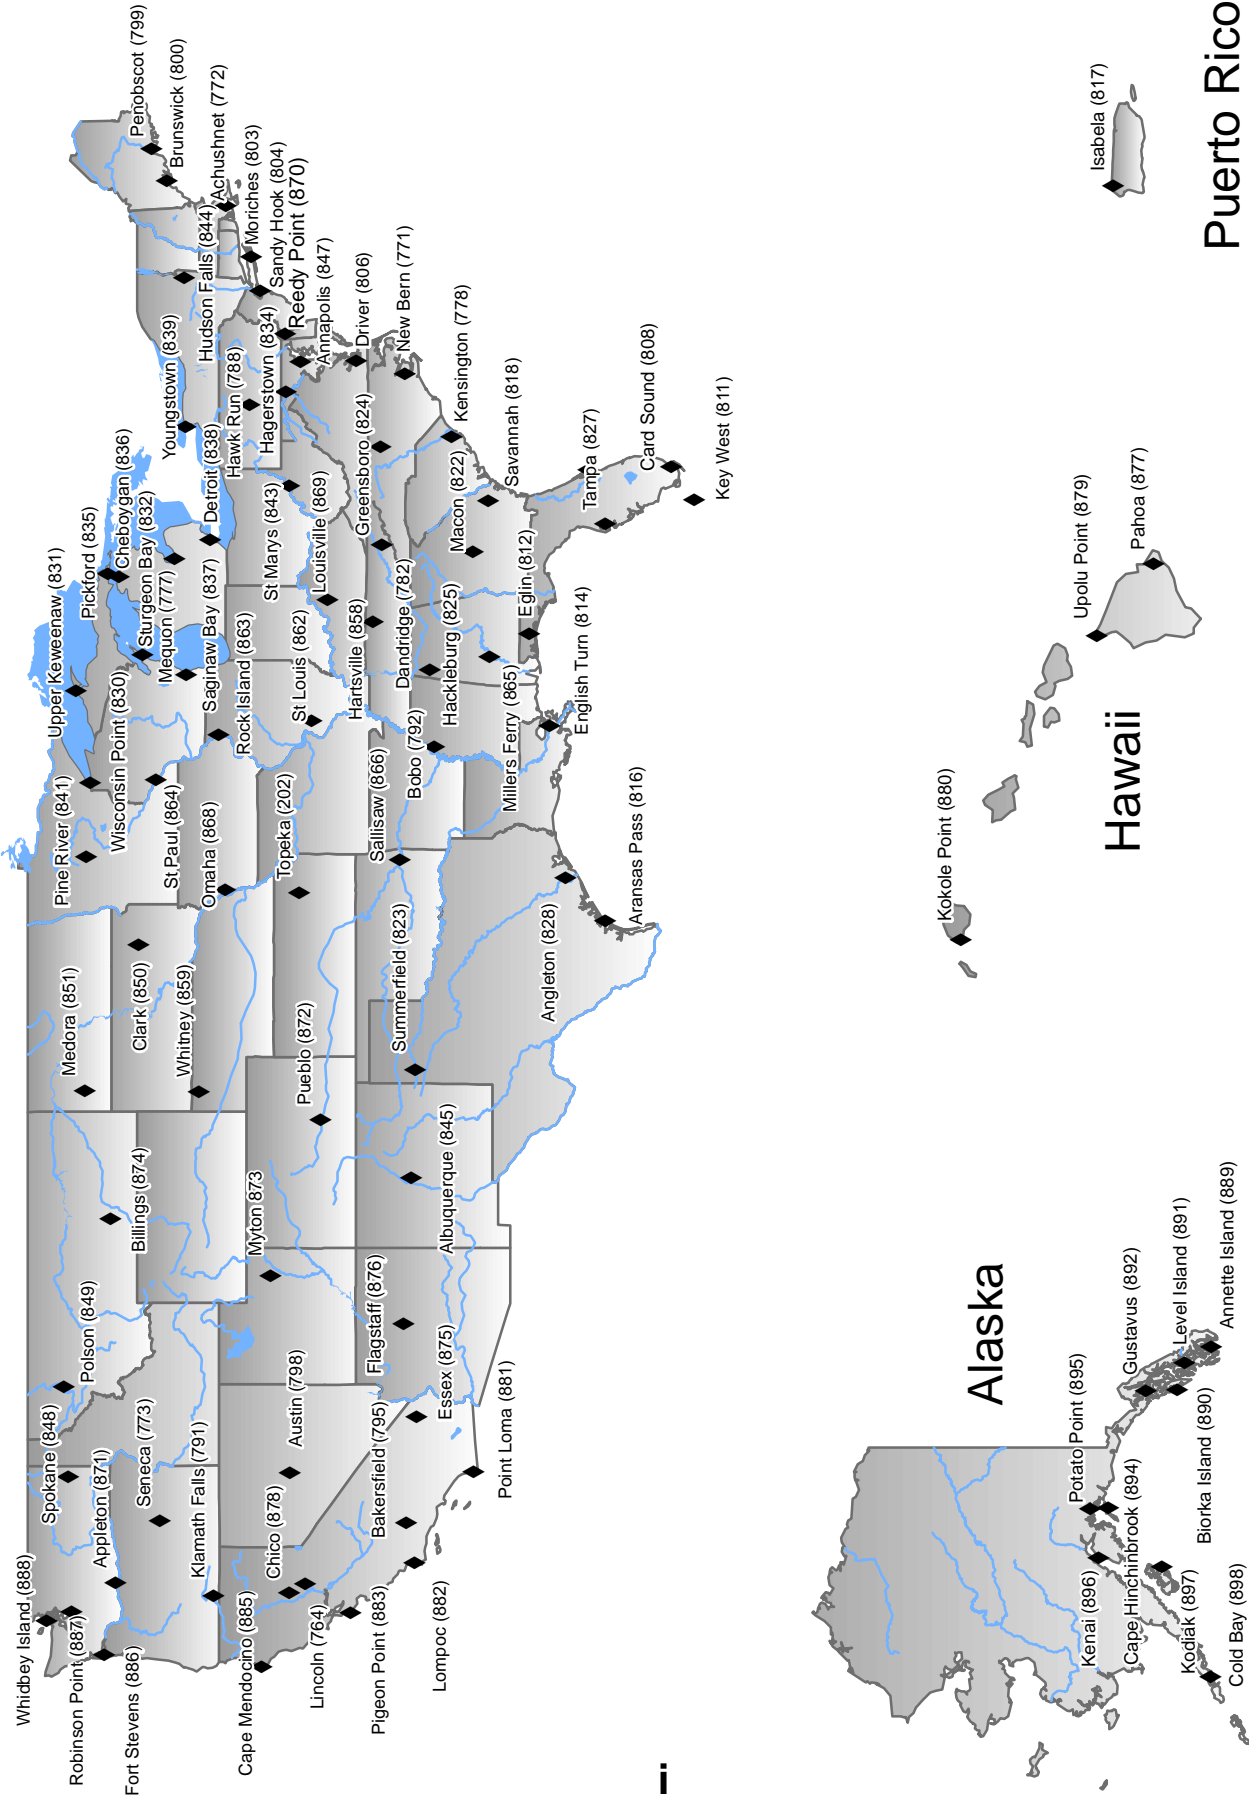 Whidbey Island (888)
Robinson Point (887)
Fort Stevens (886)
Spokane (848)
Appleton (871)
Seneca (773)
Klamath Falls (791)
Cape Mendocino (885)
Chico (878)
Lincoln (764)
Pigeon Point (883)
Lompoc (882)
Austin (798)
Bakersfield (795)
Essex (875)
Point Loma (881)
Polson (849)
Billings (874)
Myton 873
Flagstaff (876)
Albuquerque (845)
Medora (851)
Clark (850)
Whitney (859)
Pueblo (872)
Summerfield (823)
Angleton (828)
Aransas Pass (816)
Pine River (841)
Wisconsin Point (830)
St Paul (864)
Omaha (868)
Topeka (202)
Sallisaw (866)
Bobo (792)
Millers Ferry (865)
English Turn (814)
Upper Keweenaw (831)
Pickford (835)
Cheboygan (836)
Sturgeon Bay (832)
Mequon (777)
Saginaw Bay (837)
Rock Island (863)
St Louis (862)
Hartsville (858)
Dandridge (782)
Hackleburg (825)
Eglin (812)
Youngstown (839)
Detroit (838)
Hawk Run (788)
Hagerstown (834)
St Marys (843)
Louisville (869)
Greensboro (824)
Macon (822)
Savannah (818)
Tampa (827)
Card Sound (808)
Key West (811)
Penobscot (799)
Brunswick (800)
Achushnet (772)
Hudson Falls (844)
Moriches (803)
Sandy Hook (804)
Reedy Point (870)
Annapolis (847)
Driver (806)
New Bern (771)
Kensington (778)
i
Alaska
Potato Point (895)
Gustavus (892)
Level Island (891)
Annette Island (889)
Biorka Island (890)
Kenai (896)
Cape Hinchinbrook (894)
Kodiak (897)
Cold Bay (898)
Hawaii
Kokole Point (880)
Upolu Point (879)
Pahoa (877)
Puerto Rico
Isabela (817)